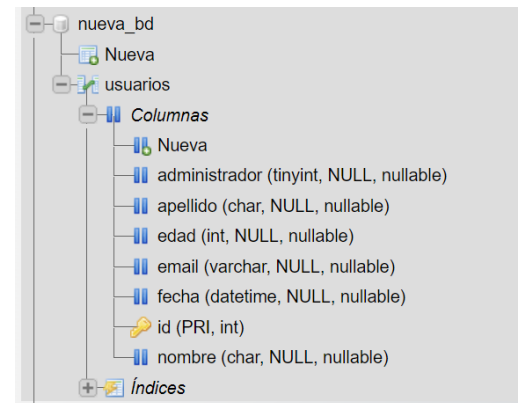 nueva_bd
Nueva
usuarios
Columnas
Nueva
administrador (tinyint, NULL, nullable)
apellido (char, NULL, nullable)
edad (int, NULL, nullable)
email (varchar, NULL, nullable)
fecha (datetime, NULL, nullable)
id (PRI, int)
nombre (char, NULL, nullable)
Índices